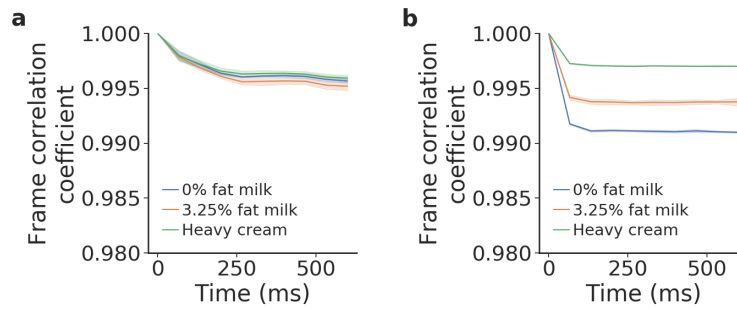 a
Frame correlation
coefficient
1.000
0.995
0.990
0.985
0.980
0% fat milk
3.25% fat milk
Heavy cream
0
250
500
Time (ms)
b
Frame correlation
coefficient
1.000
0.995
0.990
0.985
0.980
0% fat milk
3.25% fat milk
Heavy cream
0
250
500
Time (ms)